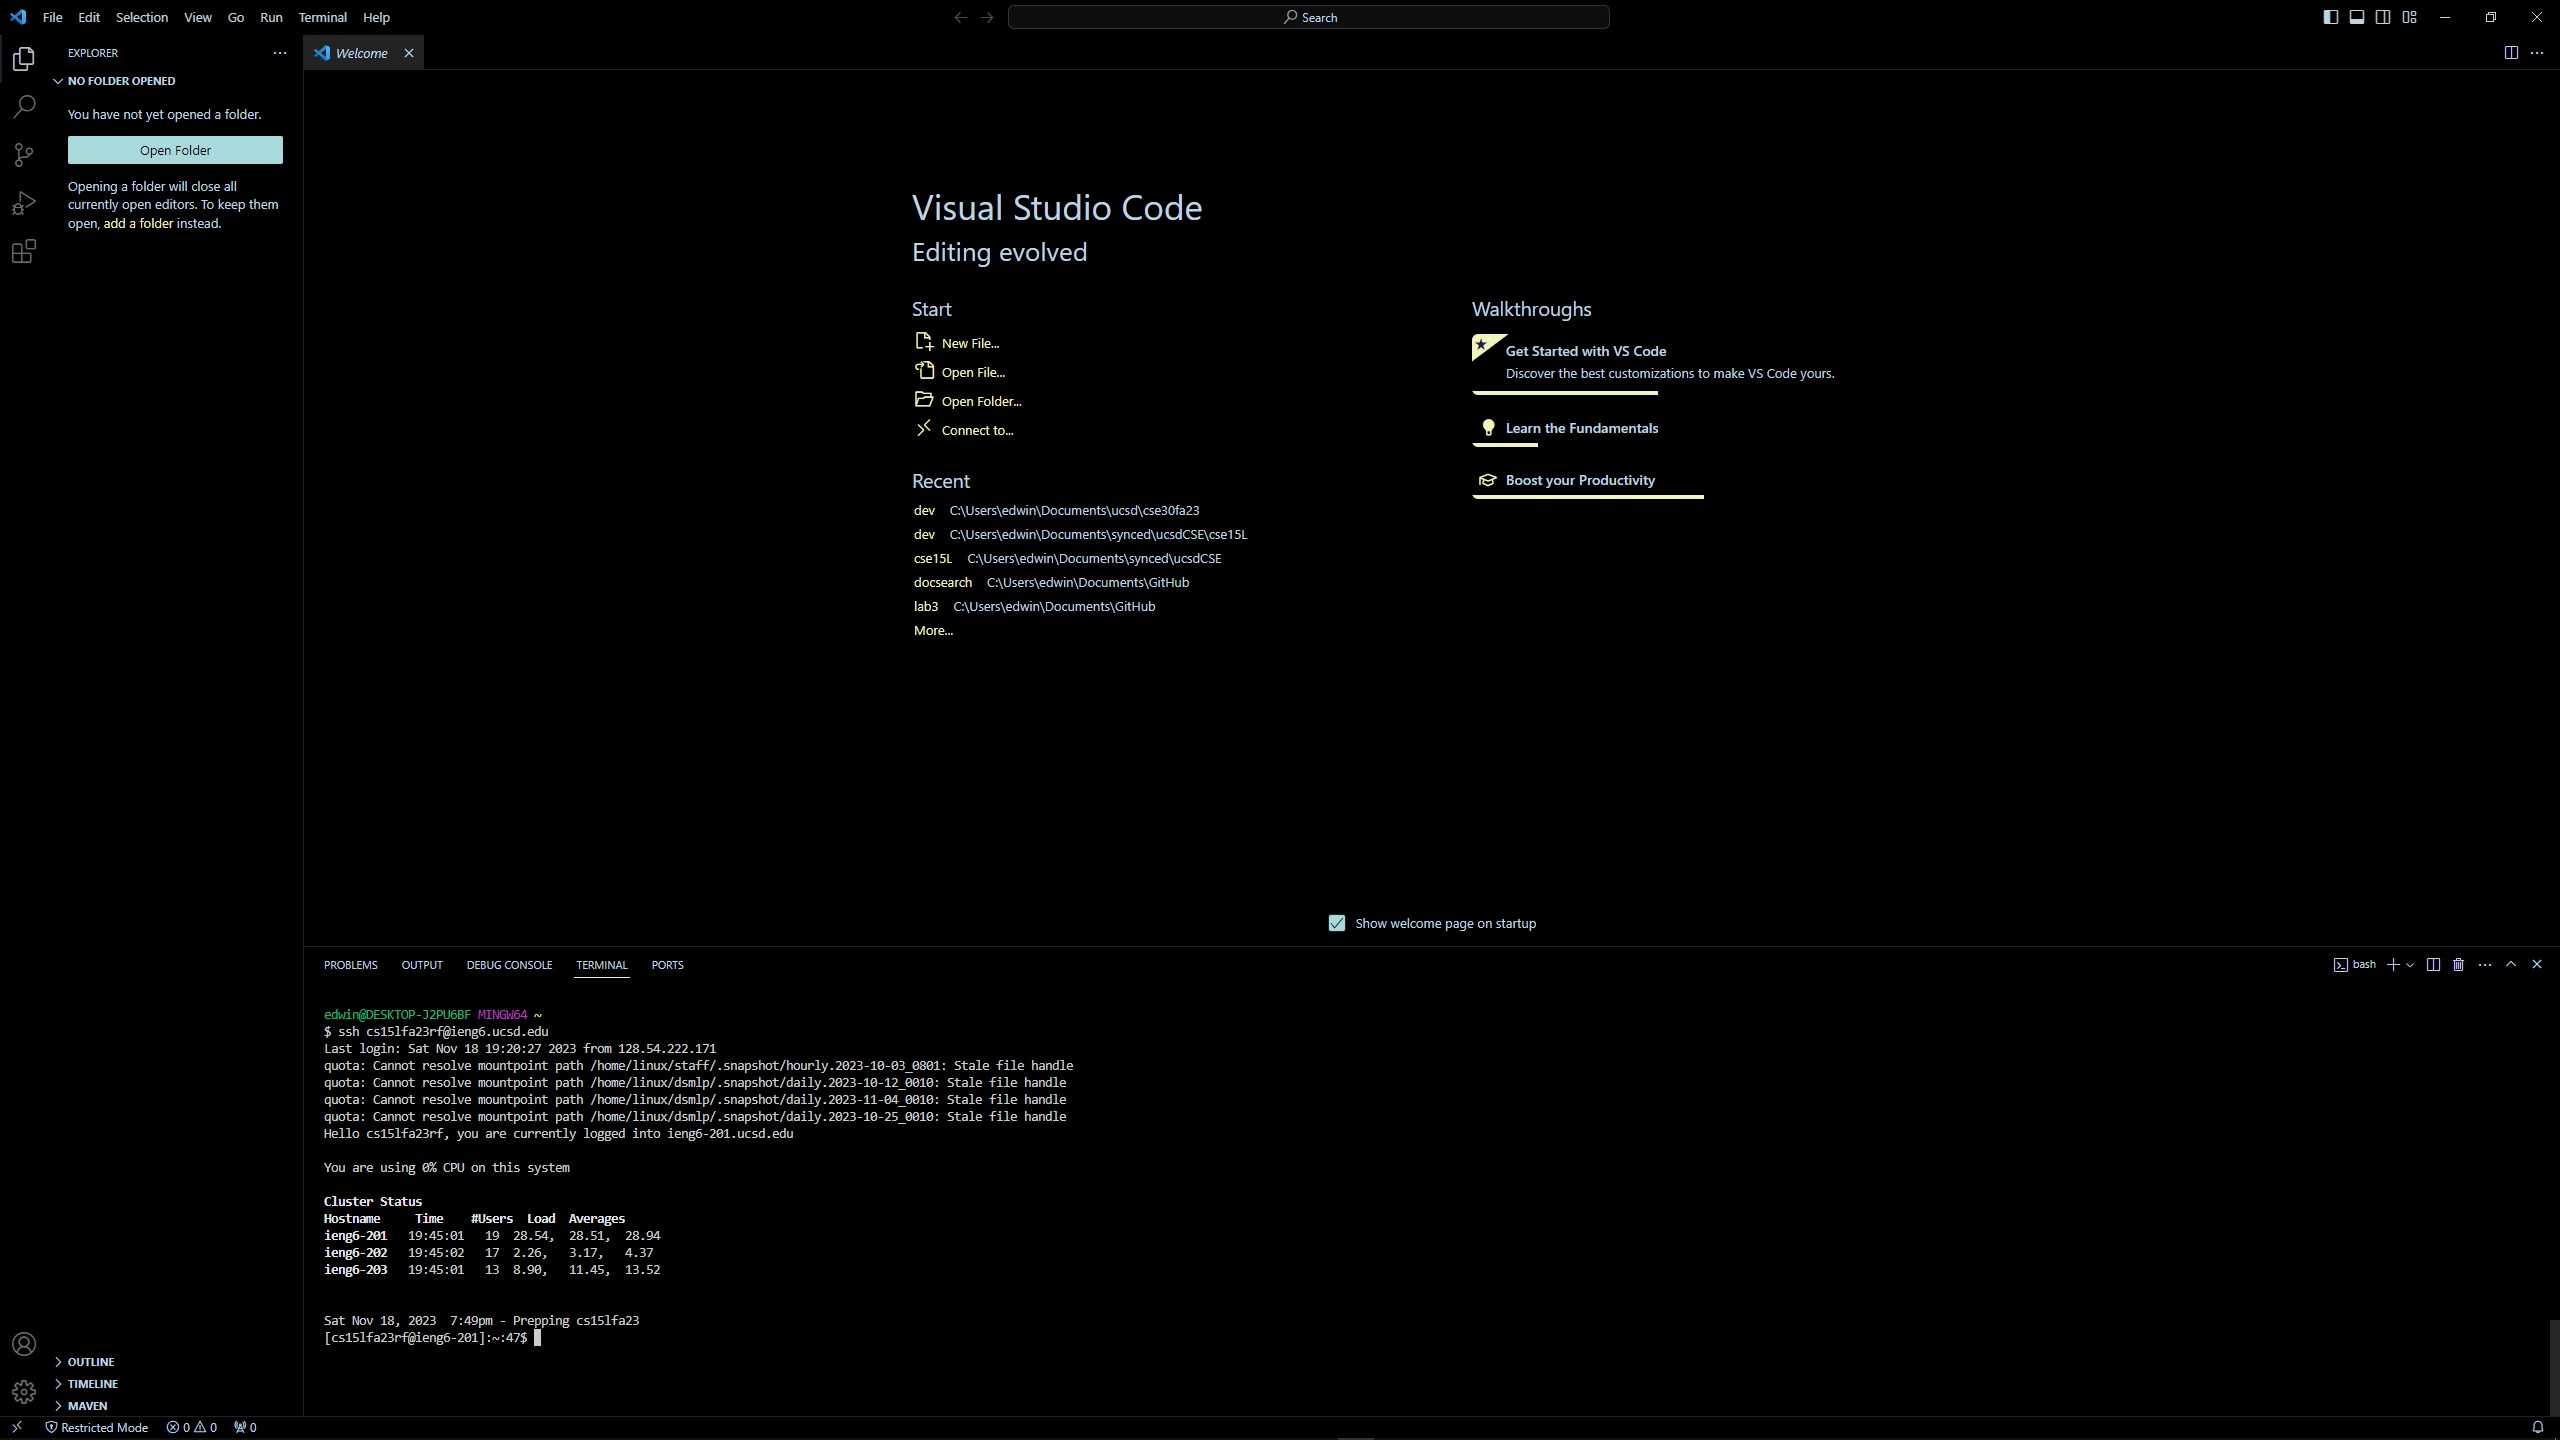 File Edit Selection View Go Run Terminal Help
Search
EXPLORER
Welcome
NO FOLDER OPENED
You have not yet opened a folder.
Open Folder
Opening a folder will close all
currently open editors. To keep them
open, add a folder instead.
Visual Studio Code
Editing evolved
Start
New File...
Open File...
Open Folder...
Connect to...
Recent
dev C:\Users\edwin\Documents\ucsd\cse30fa23
dev C:\Users\edwin\Documents\synced\ucsdCSE\cse15L
cse15L C:\Users\edwin\Documents\synced\ucsdCSE
docsearch C:\Users\edwin\Documents\GitHub
lab3 C:\Users\edwin\Documents\GitHub
More...
Walkthroughs
Get Started with VS Code
Discover the best customizations to make VS Code yours.
Learn the Fundamentals
Boost your Productivity
Show welcome page on startup
PROBLEMS OUTPUT DEBUG CONSOLE TERMINAL PORTS
bash
edwin@DESKTOP-J2PU6BF MINGW64 ~
$ ssh cs15lfa23rf@ieng6.ucsd.edu
Last login: Sat Nov 18 19:20:27 2023 from 128.54.222.171
quota: Cannot resolve mountpoint path /home/linux/staff/.snapshot/hourly.2023-10-03_0801: Stale file handle
quota: Cannot resolve mountpoint path /home/linux/dsmlp/.snapshot/daily.2023-10-12_0010: Stale file handle
quota: Cannot resolve mountpoint path /home/linux/dsmlp/.snapshot/daily.2023-11-04_0010: Stale file handle
quota: Cannot resolve mountpoint path /home/linux/dsmlp/.snapshot/daily.2023-10-25_0010: Stale file handle
Hello cs15lfa23rf, you are currently logged into ieng6-201.ucsd.edu
You are using 0% CPU on this system
Cluster Status
Hostname Time #Users Load Averages
ieng6-201 19:45:01 19 28.54, 28.51, 28.94
ieng6-202 19:45:02 17 2.26, 3.17, 4.37
ieng6-203 19:45:01 13 8.90, 11.45, 13.52
Sat Nov 18, 2023 7:49pm - Prepping cs15lfa23
[cs15lfa23rf@ieng6-201]:~:47$
OUTLINE
TIMELINE
MAVEN
Restricted Mode 0 0 0